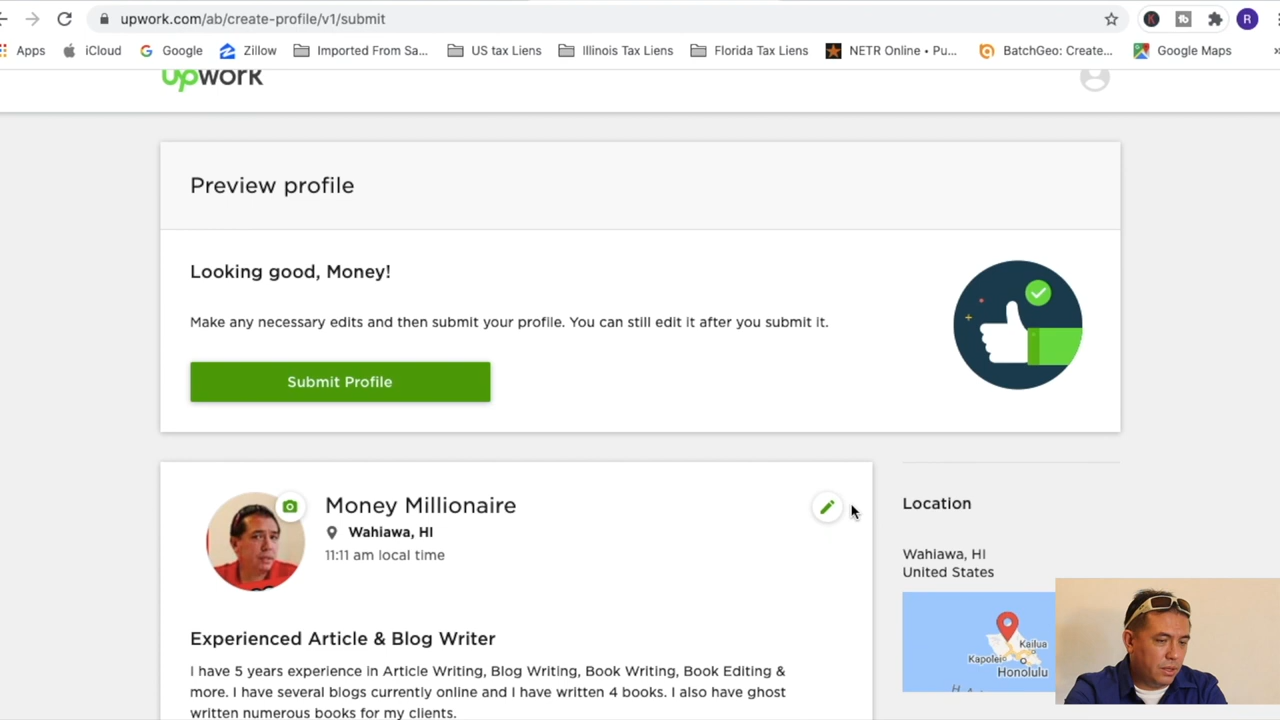 upwork.com/ab/create-profile/v1/submit
R
Apps iCloud Google Zillow Imported From Sa... US tax Liens Illinois Tax Liens Florida Tax Liens NETR Online • Pu... BatchGeo: Create... Google Maps
upwork
Preview profile
Looking good, Money!
Make any necessary edits and then submit your profile. You can still edit it after you submit it.
Submit Profile
Money Millionaire
Wahiawa, HI
11:11 am local time
Experienced Article & Blog Writer
I have 5 years experience in Article Writing, Blog Writing, Book Writing, Book Editing &
more. I have several blogs currently online and I have written 4 books. I also have ghost
written numerous books for my clients.
Location
Wahiawa, HI
United States
Kailua
Kapolei
Honolulu